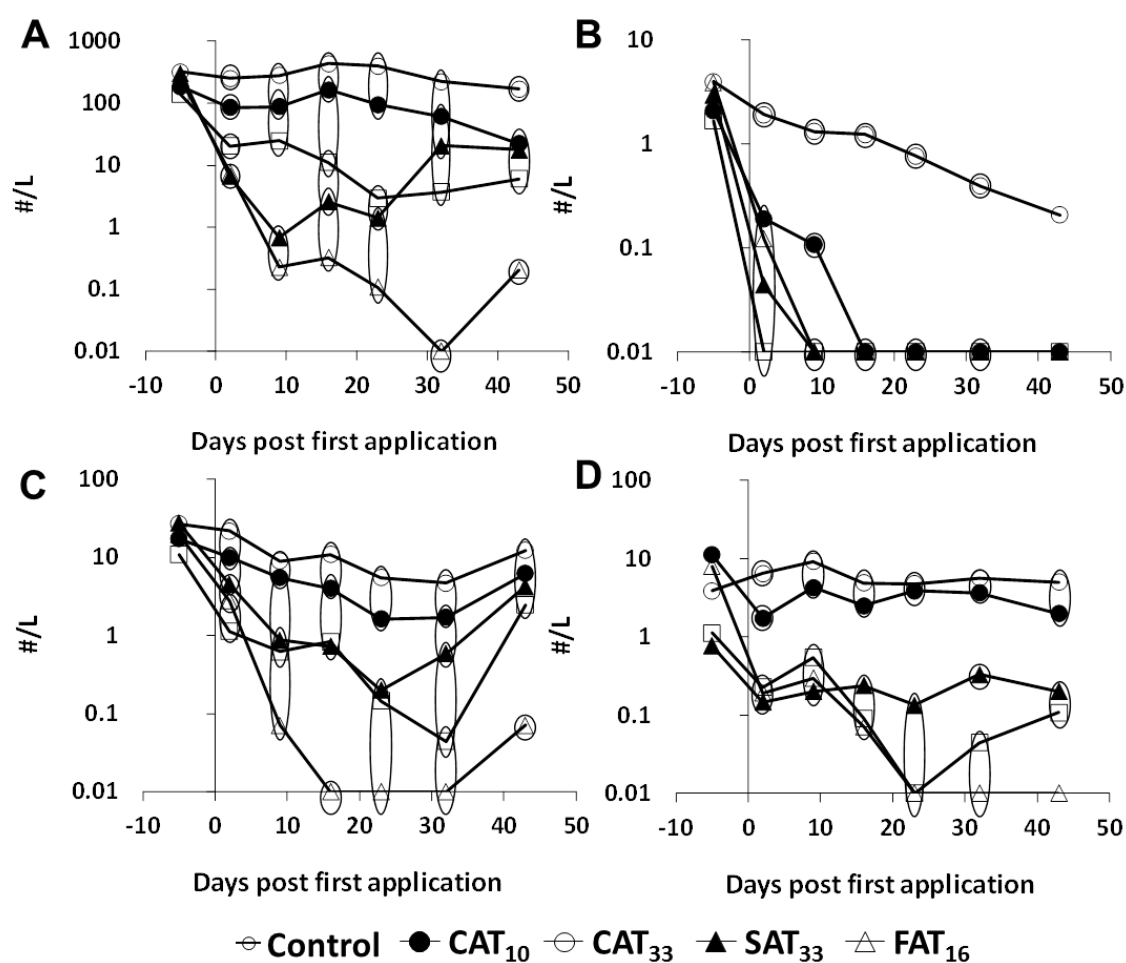 A
B
1000
100
10
1
0.1
0.01
#/L
-10 0 10 20 30 40 50
Days post first application
10
1
0.1
0.01
#/L
-10 0 10 20 30 40 50
Days post first application
C
D
100
10
1
0.1
0.01
#/L
-10 0 10 20 30 40 50
Days post first application
100
10
1
0.1
0.01
#/L
-10 0 10 20 30 40 50
Days post first application
Control CAT10 CAT33 SAT33 FAT16